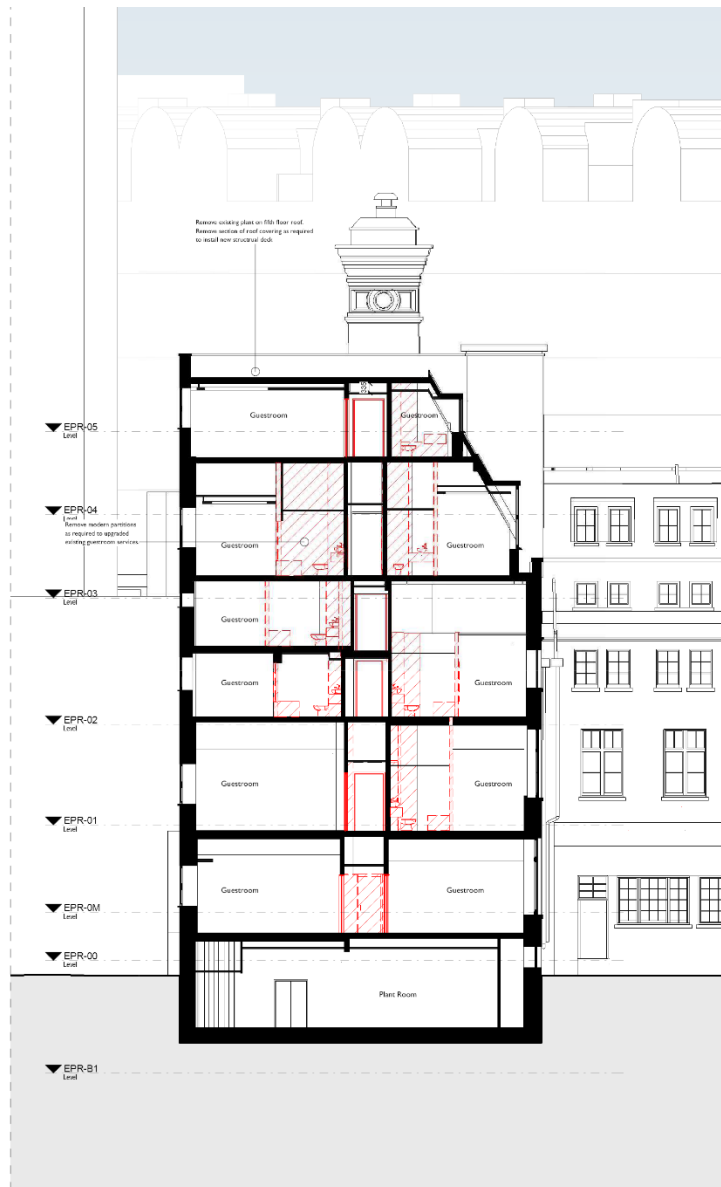 Remove existing plant on fifth floor roof.
Remove section of roof covering as required
to install new structrual deck
Guestroom
Guestroom
EPR-05
Level
EPR-04
Level
Remove modern partitions
as required to upgraded
existing guestroom services.
Guestroom
Guestroom
EPR-03
Level
Guestroom
Guestroom
Guestroom
EPR-02
Level
Guestroom
Guestroom
EPR-01
Level
Guestroom
Guestroom
EPR-0M
Level
EPR-00
Level
Plant Room
EPR-B1
Level